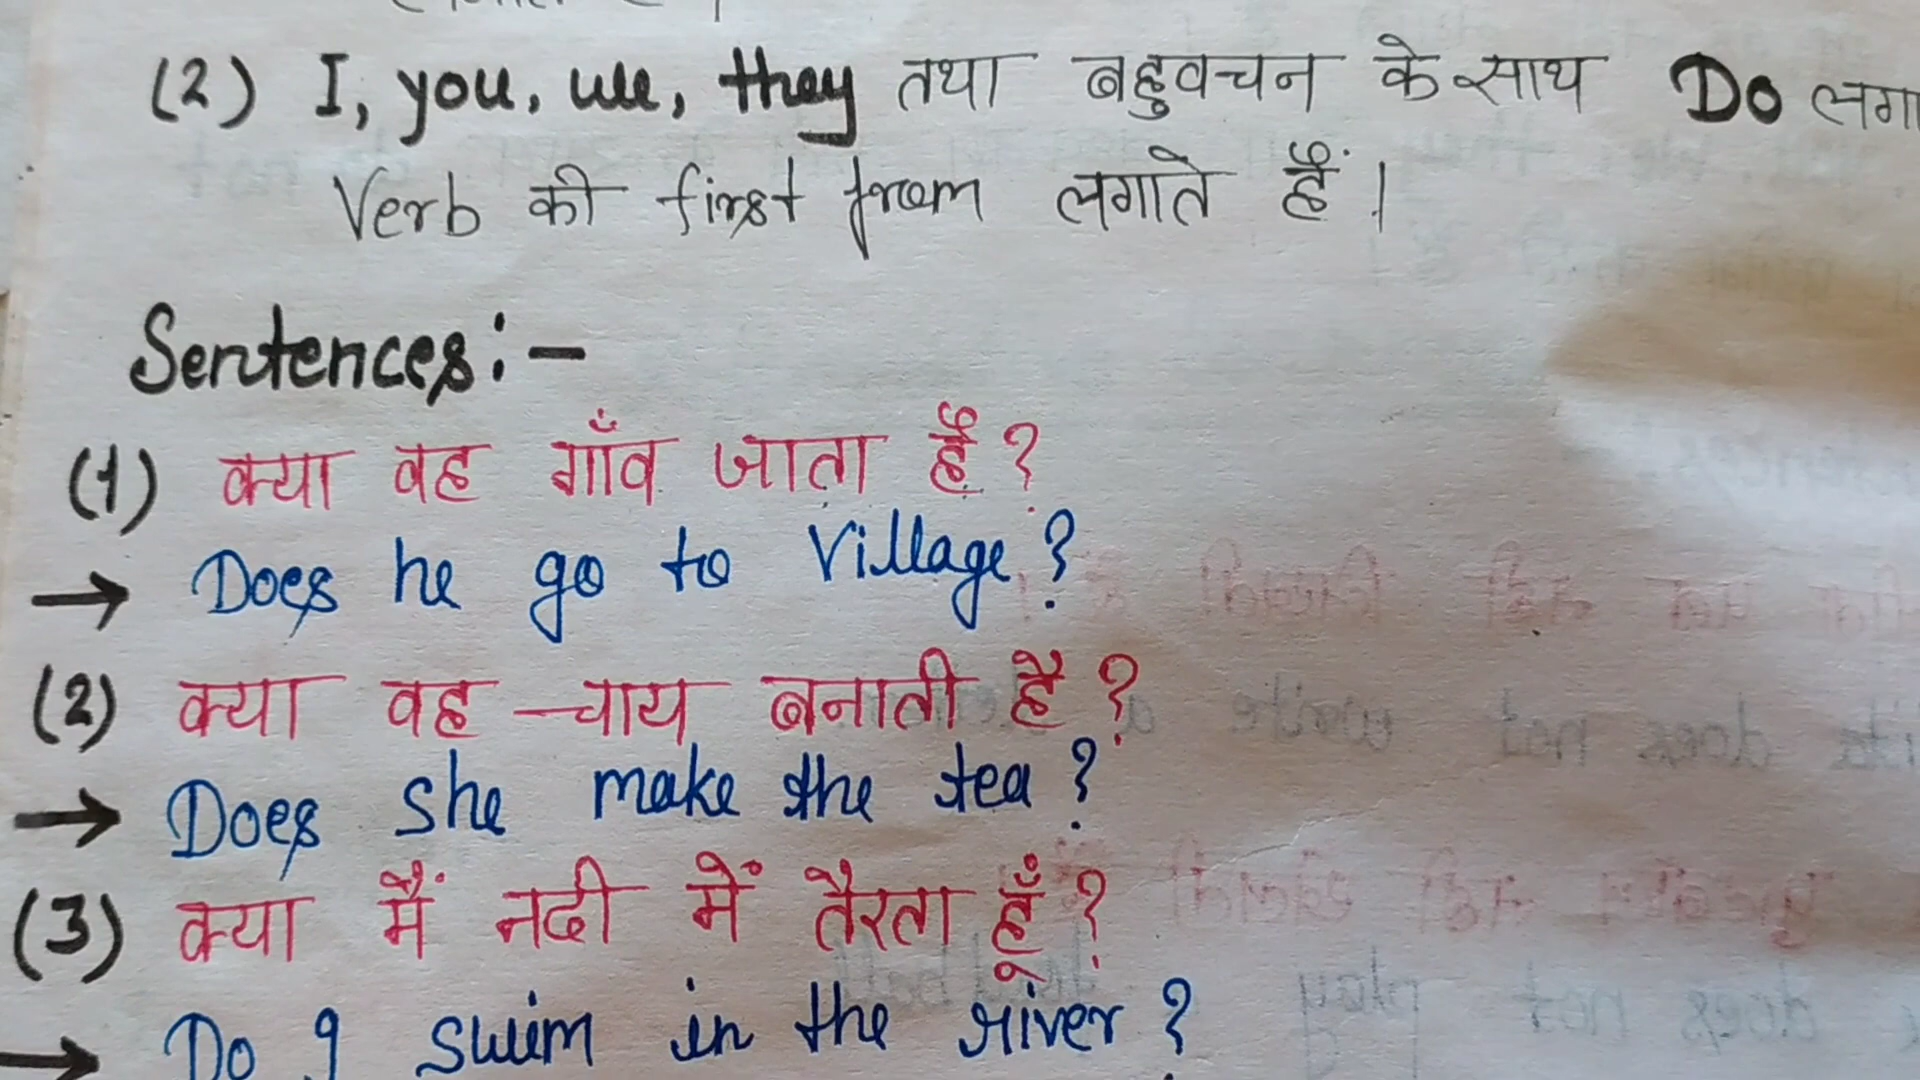 (2) I, you, we, they तथा बहुवचन के साथ Do लगा
Verb की first from लगाते हैं।
Sentences:-
(1) क्या वह गाँव जाता है?
→ Does he go to Village?
(2) क्या वह चाय बनाती है?
→ Does she make the tea?
(3) क्या मैं नदी में तैरता हूँ?
→ Do I swim in the river?